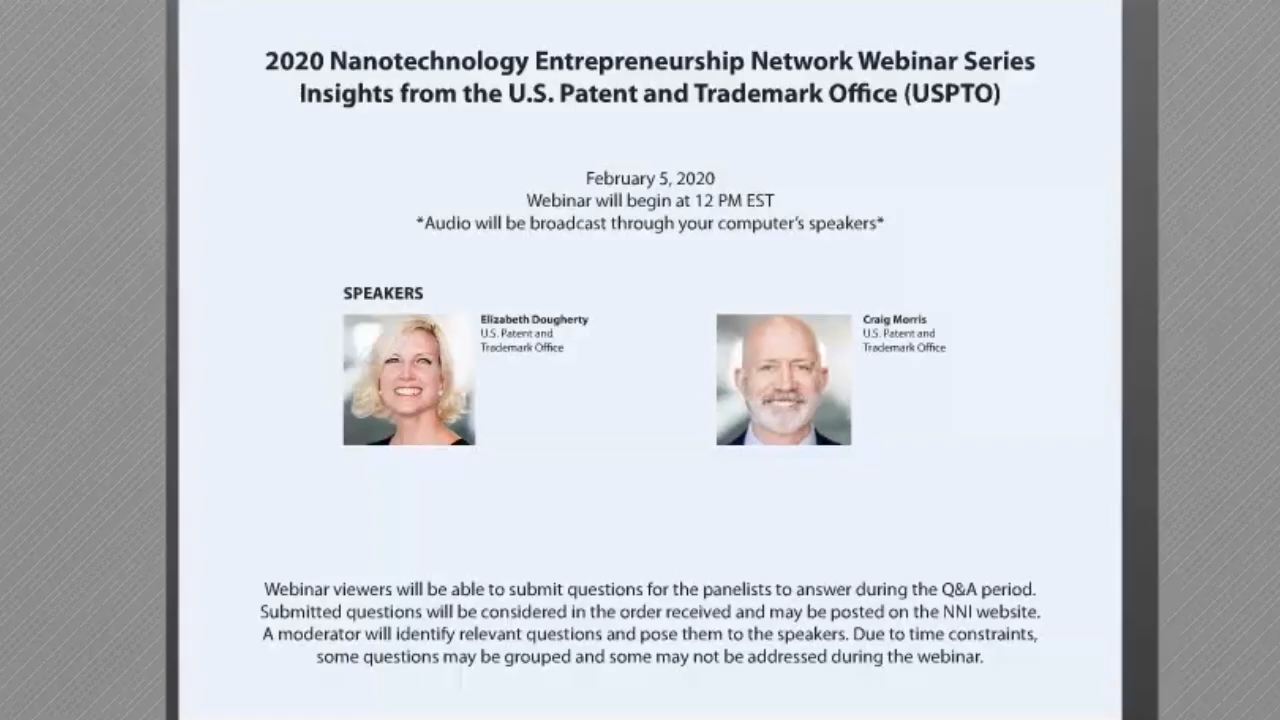 2020 Nanotechnology Entrepreneurship Network Webinar Series
Insights from the U.S. Patent and Trademark Office (USPTO)
February 5, 2020
Webinar will begin at 12 PM EST
*Audio will be broadcast through your computer's speakers*
SPEAKERS
Elizabeth Dougherty
U.S. Patent and
Trademark Office
Craig Morris
U.S. Patent and
Trademark Office
Webinar viewers will be able to submit questions for the panelists to answer during the Q&A period.
Submitted questions will be considered in the order received and may be posted on the NNI website.
A moderator will identify relevant questions and pose them to the speakers. Due to time constraints,
some questions may be grouped and some may not be addressed during the webinar.